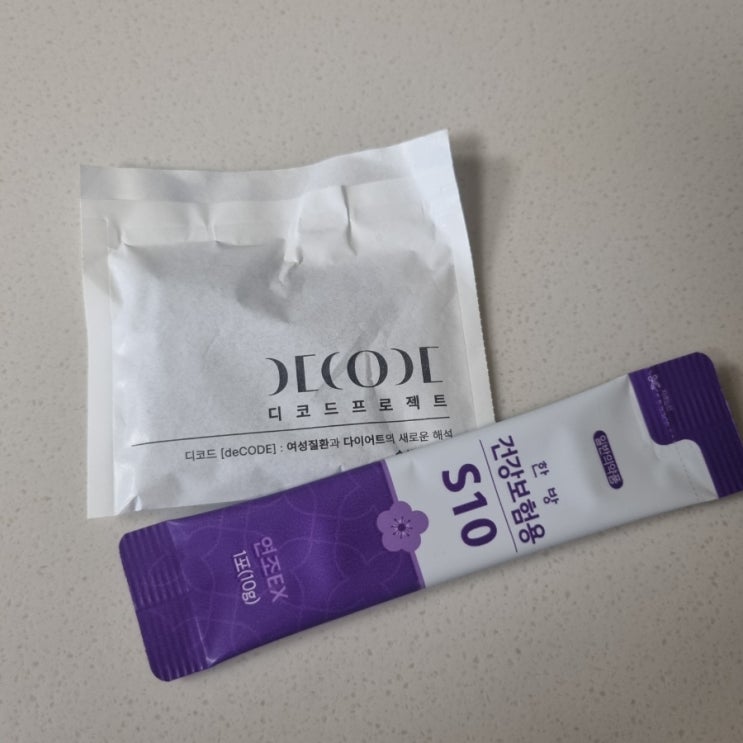 DECODE
디코드프로젝트
디코드 [deCODE] : 여성질환과 다이어트의 새로운 해석
일반의약품
한방
건강보험용
S10
연조EX
1포(10g)